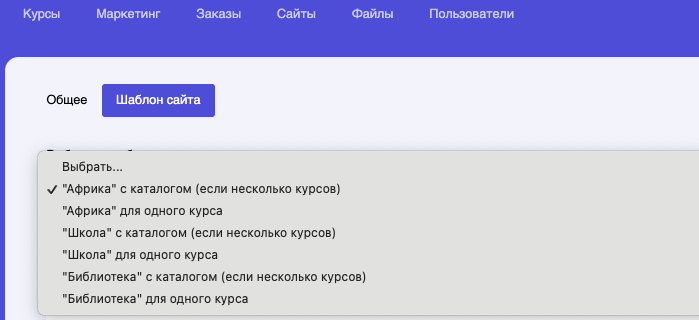 Курсы Маркетинг Заказы Сайты Файлы Пользователи
Общее Шаблон сайта
Выбрать...
"Африка" с каталогом (если несколько курсов)
"Африка" для одного курса
"Школа" с каталогом (если несколько курсов)
"Школа" для одного курса
"Библиотека" с каталогом (если несколько курсов)
"Библиотека" для одного курса